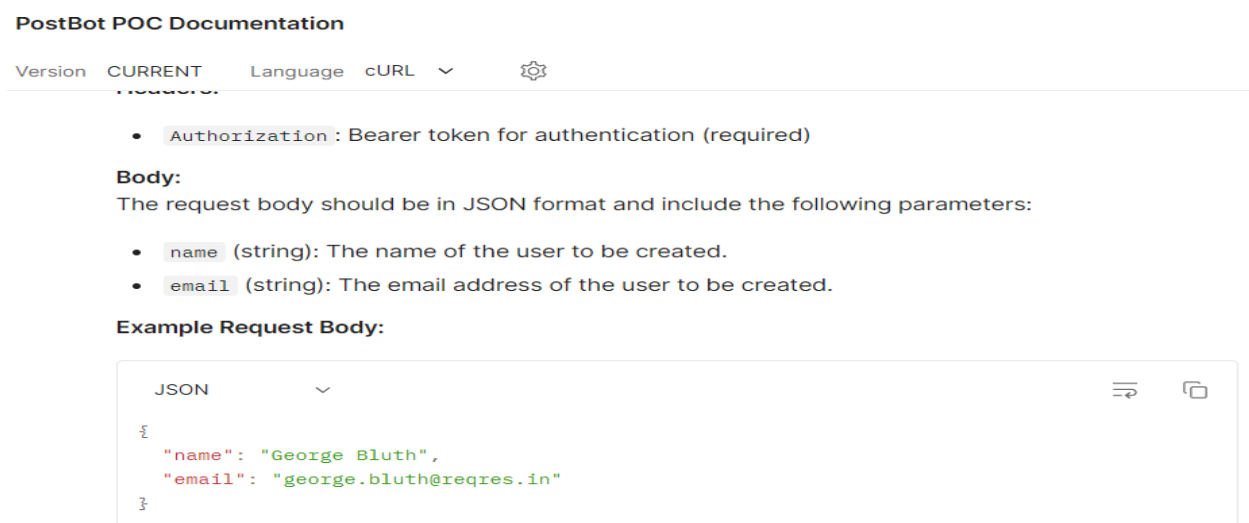 PostBot POC Documentation
Version CURRENT Language cURL
Headers:
Authorization: Bearer token for authentication (required)
Body:
The request body should be in JSON format and include the following parameters:
name (string): The name of the user to be created.
email (string): The email address of the user to be created.
Example Request Body:
JSON
{
"name": "George Bluth",
"email": "george.bluth@reqres.in"
}